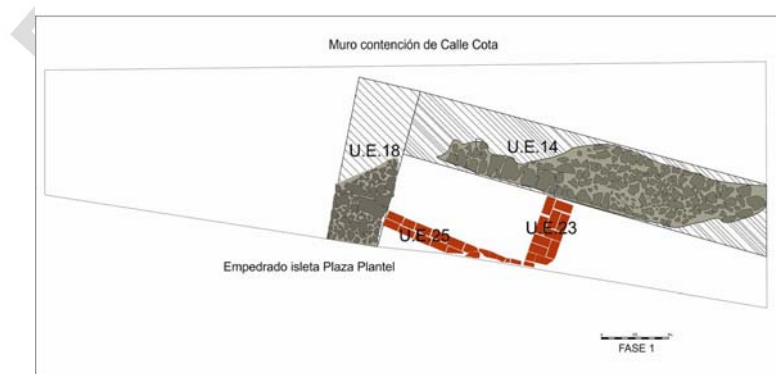 Muro contención de Calle Cota
U.E.18
U.E.14
U.E.25
U.E.23
Empedrado isleta Plaza Plantel
FASE 1